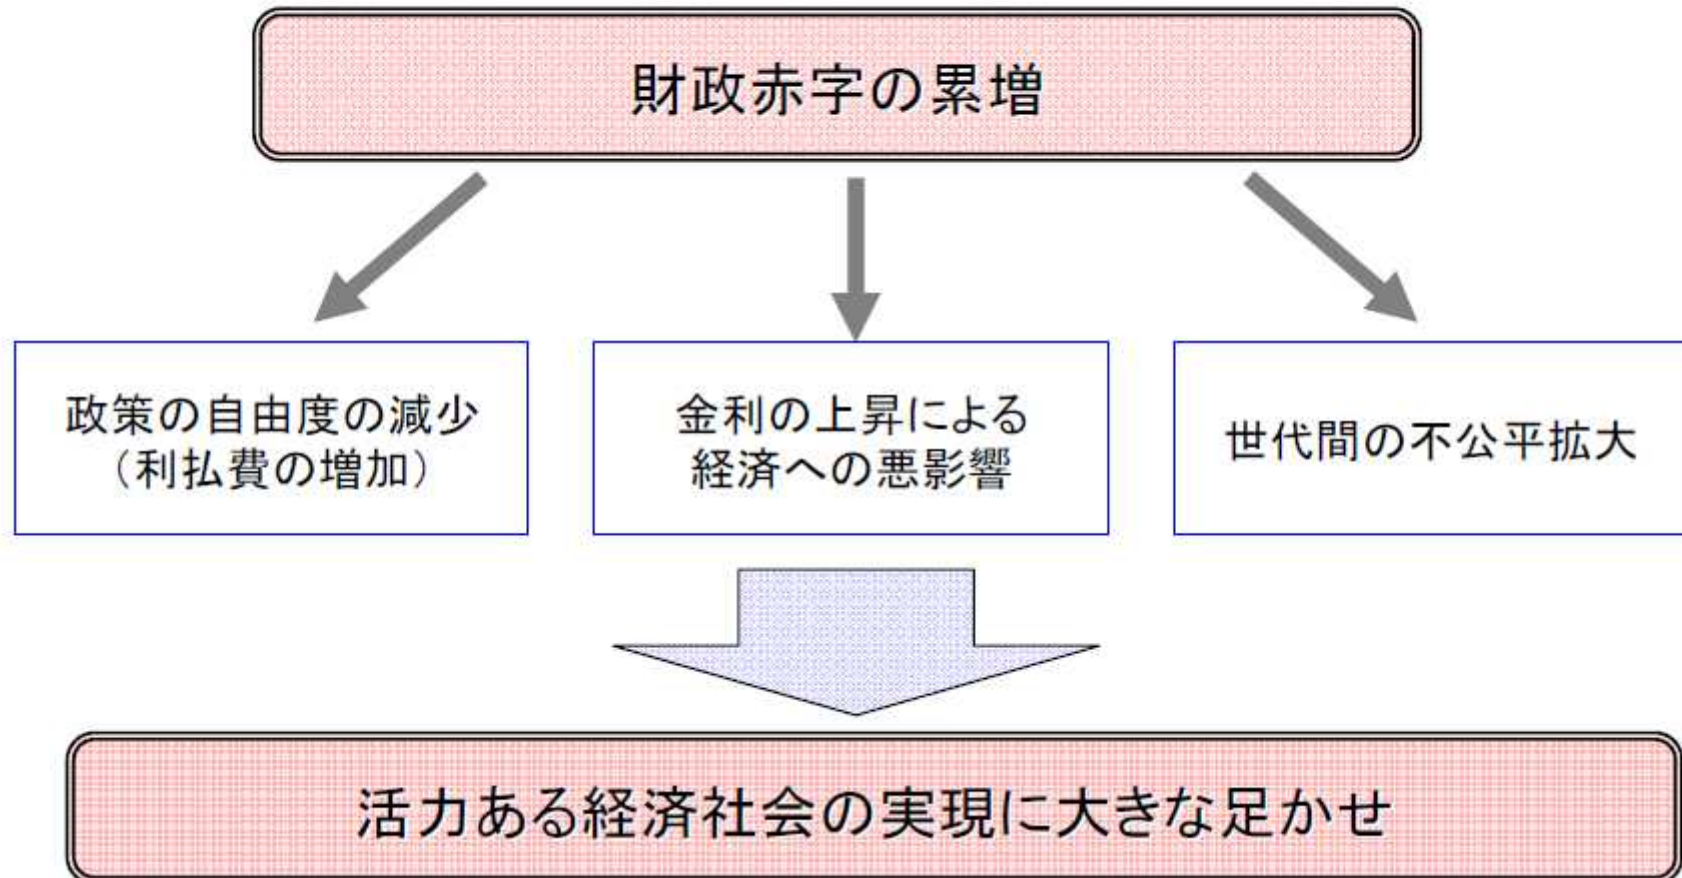 財政赤字の累増
政策の自由度の減少
（利払費の増加）
金利の上昇による
経済への悪影響
世代間の不公平拡大
活力ある経済社会の実現に大きな足かせ